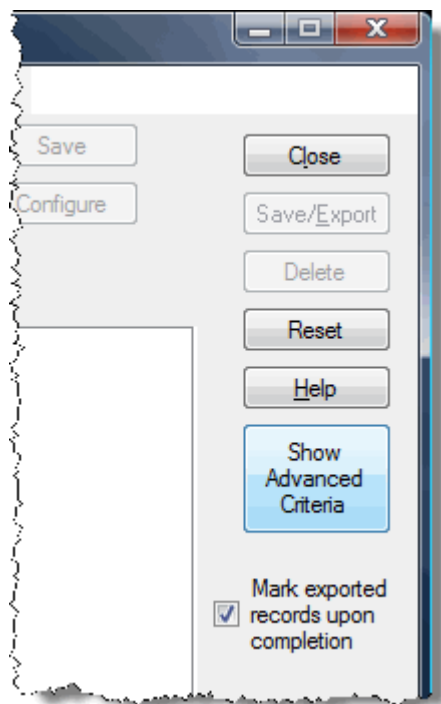 Save
Close
Configure
Save/Export
Delete
Reset
Help
Show
Advanced
Criteria
Mark exported
records upon
completion